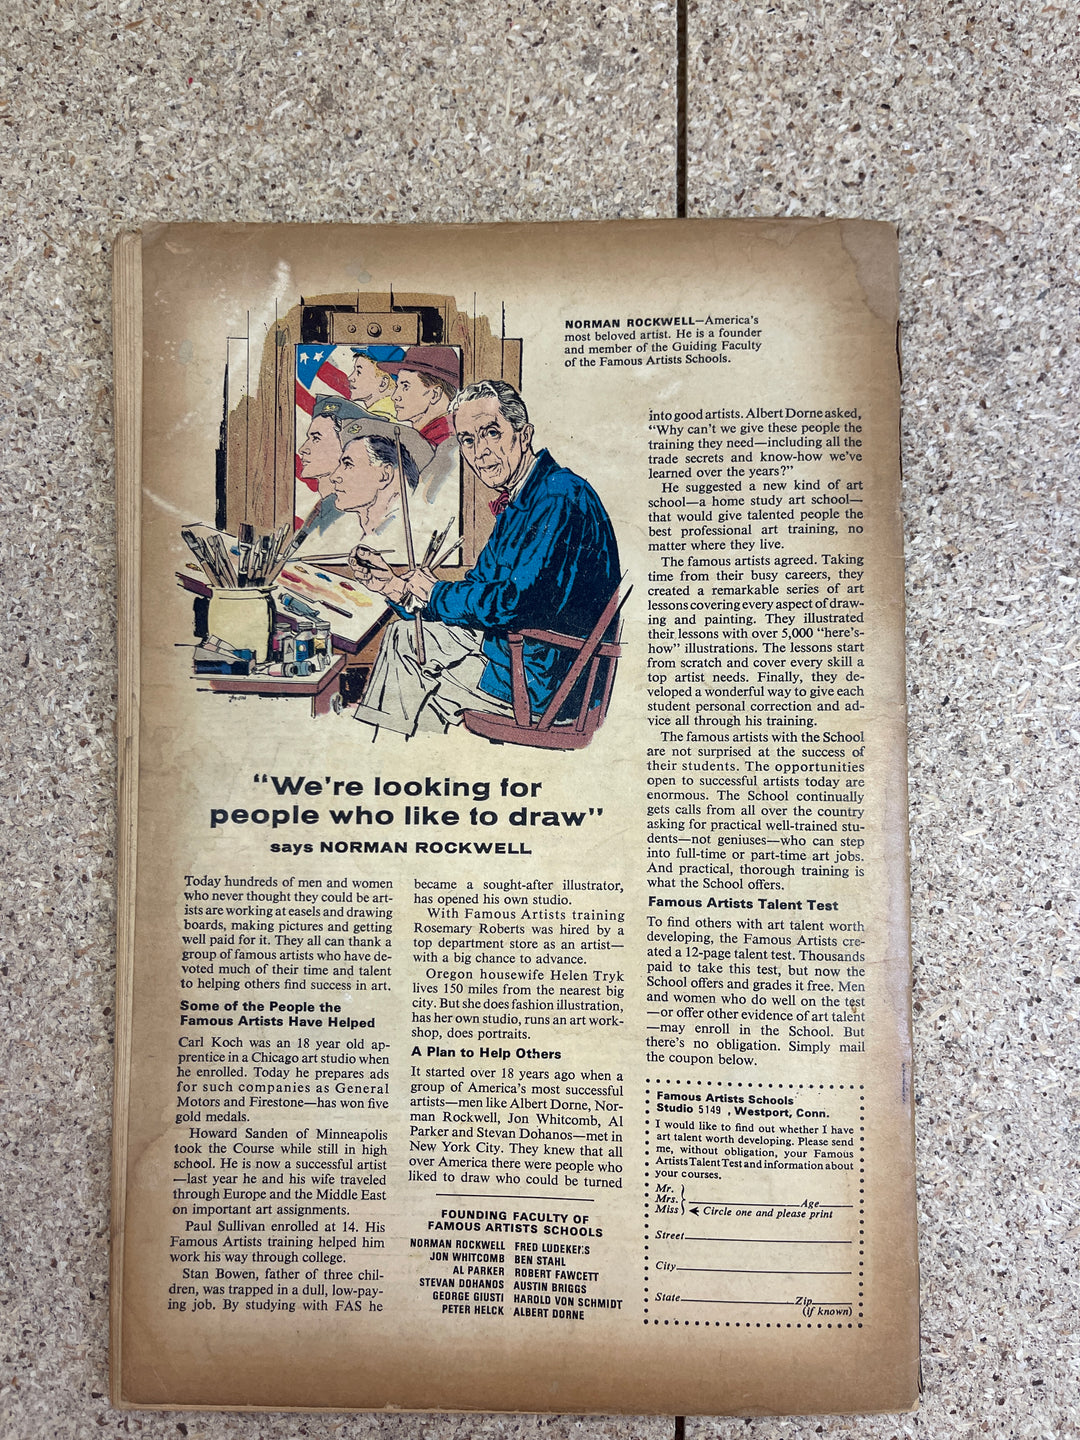 NORMAN ROCKWELL—America's
most beloved artist. He is a founder
and member of the Guiding Faculty
of the Famous Artists Schools.
"We're looking for
people who like to draw"
says NORMAN ROCKWELL
Today hundreds of men and women
who never thought they could be art-
ists are working at easels and drawing
boards, making pictures and getting
well paid for it. They all can thank a
group of famous artists who have de-
voted much of their time and talent
to helping others find success in art.
Some of the People the
Famous Artists Have Helped
Carl Koch was an 18 year old ap-
prentice in a Chicago art studio when
he enrolled. Today he prepares ads
for such companies as General
Motors and Firestone—has won five
gold medals.
Howard Sanden of Minneapolis
took the Course while still in high
school. He is now a successful artist
—last year he and his wife traveled
through Europe and the Middle East
on important art assignments.
Paul Sullivan enrolled at 14. His
Famous Artists training helped him
work his way through college.
Stan Bowen, father of three chil-
dren, was trapped in a dull, low-pay-
ing job. By studying with FAS he
became a sought-after illustrator,
has opened his own studio.
With Famous Artists training
Rosemary Roberts was hired by a
top department store as an artist—
with a big chance to advance.
Oregon housewife Helen Tryk
lives 150 miles from the nearest big
city. But she does fashion illustration,
has her own studio, runs an art work-
shop, does portraits.
A Plan to Help Others
It started over 18 years ago when a
group of America's most successful
artists—men like Albert Dorne, Nor-
man Rockwell, Jon Whitcomb, Al
Parker and Stevan Dohanos—met in
New York City. They knew that all
over America there were people who
liked to draw who could be turned
FOUNDING FACULTY OF
FAMOUS ARTISTS SCHOOLS
NORMAN ROCKWELL FRED LUDEKENS
JON WHITCOMB BEN STAHL
AL PARKER ROBERT FAWCETT
STEVAN DOHANOS AUSTIN BRIGGS
GEORGE GIUSTI HAROLD VON SCHMIDT
PETER HELCK ALBERT DORNE
into good artists. Albert Dorne asked,
"Why can't we give these people the
training they need—including all the
trade secrets and know-how we've
learned over the years?"
He suggested a new kind of art
school—a home study art school—
that would give talented people the
best professional art training, no
matter where they live.
The famous artists agreed. Taking
time from their busy careers, they
created a remarkable series of art
lessons covering every aspect of draw-
ing and painting. They illustrated
their lessons with over 5,000 "here's-
how" illustrations. The lessons start
from scratch and cover every skill a
top artist needs. Finally, they de-
veloped a wonderful way to give each
student personal correction and ad-
vice all through his training.
The famous artists with the School
are not surprised at the success of
their students. The opportunities
open to successful artists today are
enormous. The School continually
gets calls from all over the country
asking for practical well-trained stu-
dents—not geniuses—who can step
into full-time or part-time art jobs.
And practical, thorough training is
what the School offers.
Famous Artists Talent Test
To find others with art talent worth
developing, the Famous Artists cre-
ated a 12-page talent test. Thousands
paid to take this test, but now the
School offers and grades it free. Men
and women who do well on the test
—or offer other evidence of art talent
—may enroll in the School. But
there's no obligation. Simply mail
the coupon below.
Famous Artists Schools
Studio 5149 , Westport, Conn.
I would like to find out whether I have
art talent worth developing. Please send
me, without obligation, your Famous
Artists Talent Test and information about
your courses.
Mr.
Mrs. Age
Miss Circle one and please print
Street
City
State Zip
(if known)